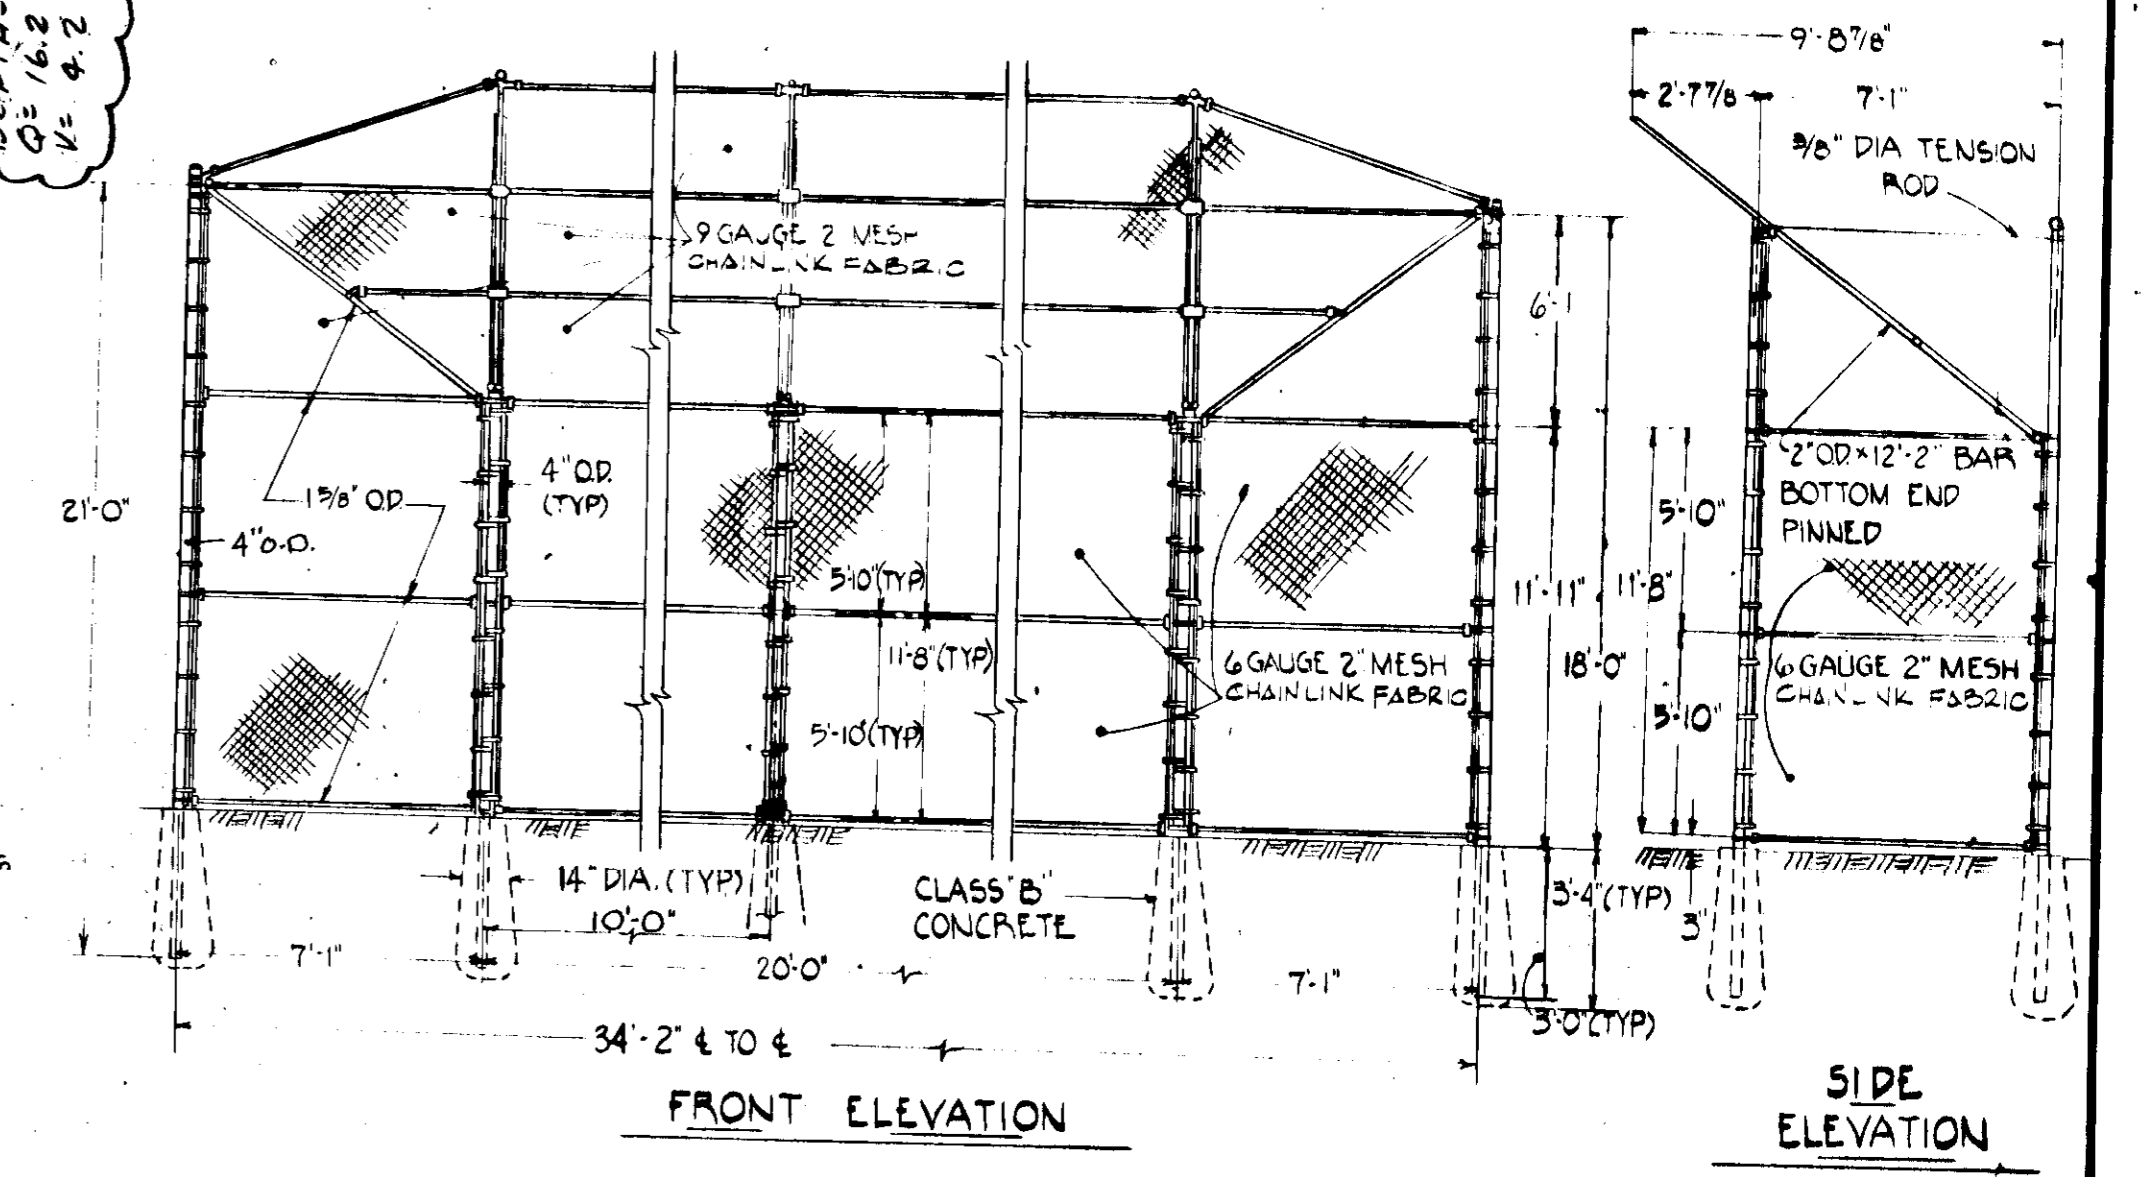 Q= 16.2
V= 4.2
9 GAUGE 2 MESH
CHAINLINK FABRIC
21'-0"
1 5/8" O.D.
4" O.D.
4" O.D.
(TYP)
5'-10"(TYP)
11'-8"(TYP)
5'-10"(TYP)
6 GAUGE 2" MESH
CHAINLINK FABRIC
6'-1
11'-11"
18'-0"
14" DIA. (TYP)
10'-0"
CLASS "B"
CONCRETE
3'-4"(TYP)
3'-0"(TYP)
7'-1"
20'-0"
7'-1"
34'-2" ℄ TO ℄
FRONT ELEVATION
9'-8 7/8"
2'-7 7/8
7'-1"
3/8" DIA TENSION
ROD
2" O.D. × 12'-2" BAR
BOTTOM END
PINNED
5'-10"
11'-8"
6 GAUGE 2" MESH
CHAINLINK FABRIC
5'-10"
3"
SIDE
ELEVATION